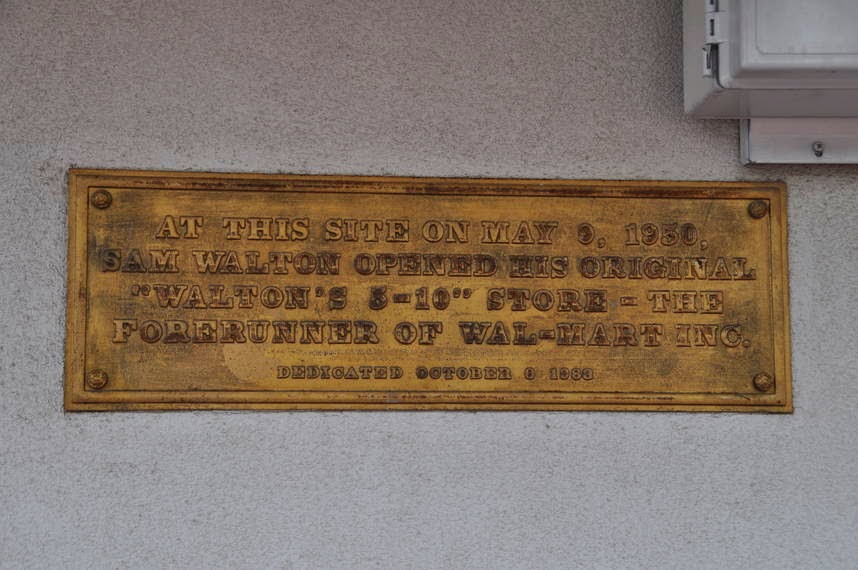 AT THIS SITE ON MAY 9, 1950,
SAM WALTON OPENED HIS ORIGINAL
"WALTON'S 5-10" STORE - THE
FORERUNNER OF WAL-MART INC.
DEDICATED OCTOBER 9 1983